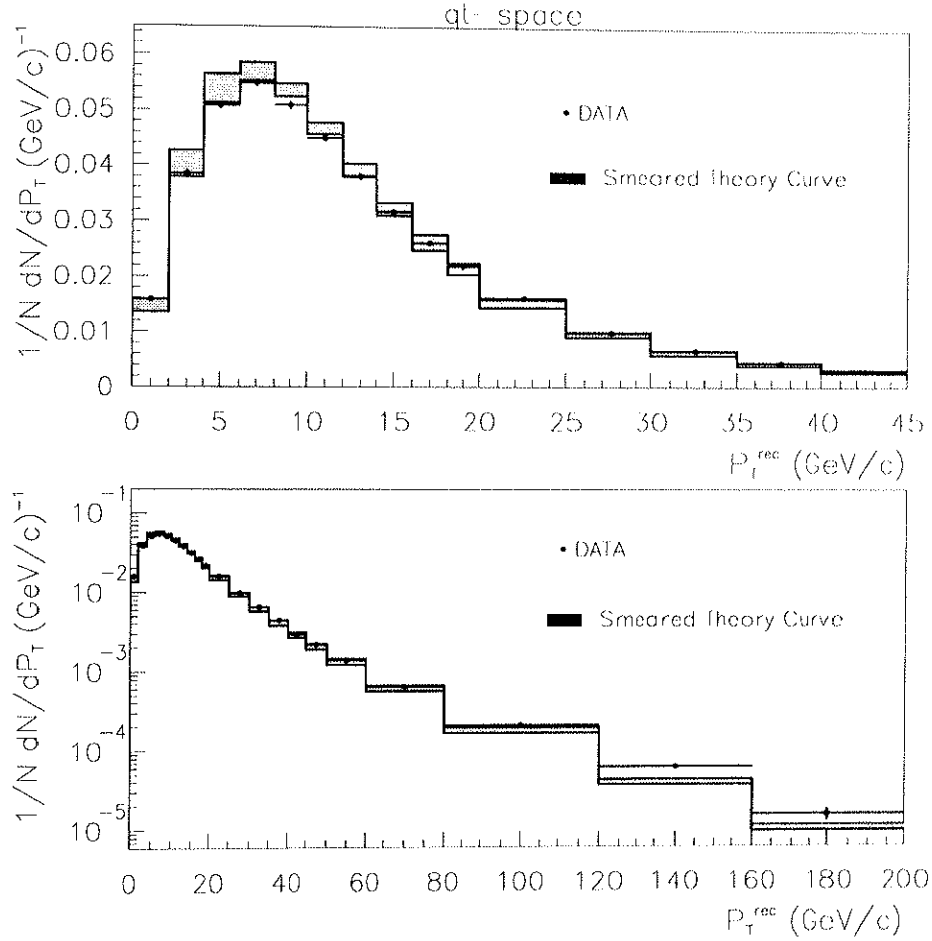 qt- space
1/N dN/dP_T (GeV/c)⁻¹
0.06
0.05
0.04
0.03
0.02
0.01
0
• DATA
Smeared Theory Curve
0 5 10 15 20 25 30 35 40 45
P_T^rec (GeV/c)
1/N dN/dP_T (GeV/c)⁻¹
10⁻¹
10⁻²
10⁻³
10⁻⁴
10⁻⁵
• DATA
Smeared Theory Curve
0 20 40 60 80 100 120 140 160 180 200
P_T^rec (GeV/c)